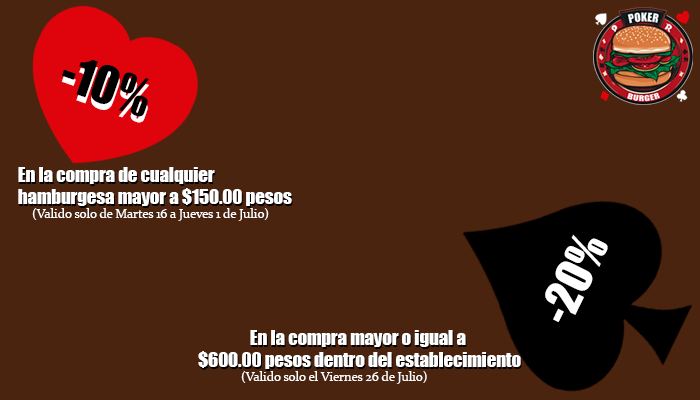 POKER
BURGER
-10%
En la compra de cualquier
hamburgesa mayor a $150.00 pesos
(Valido solo de Martes 16 a Jueves 1 de Julio)
-20%
En la compra mayor o igual a
$600.00 pesos dentro del establecimiento
(Valido solo el Viernes 26 de Julio)